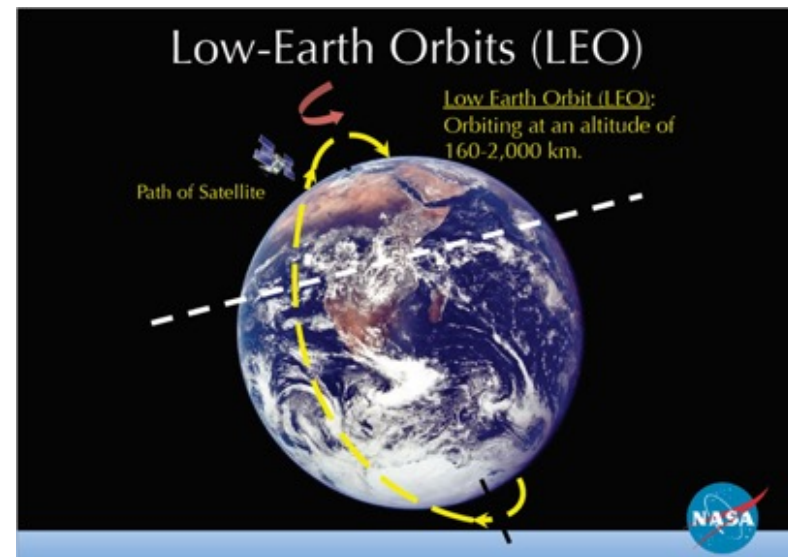 Low-Earth Orbits (LEO)
Low Earth Orbit (LEO):
Orbiting at an altitude of
160-2,000 km.
Path of Satellite
NASA